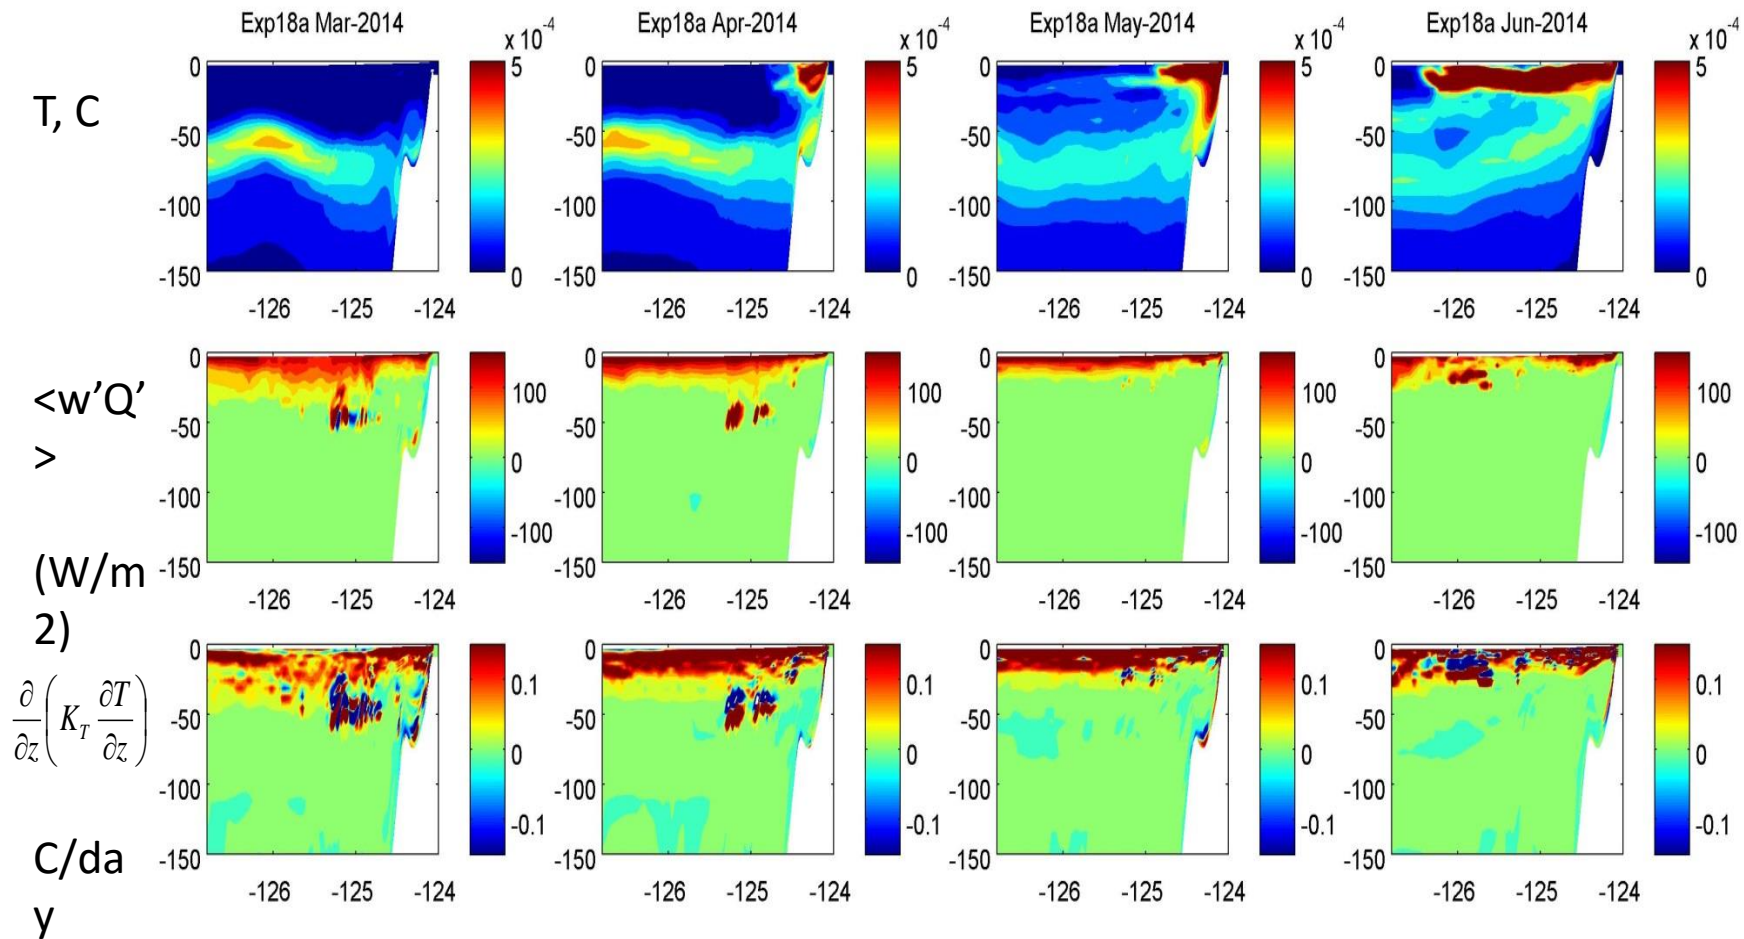 Exp18a Mar-2014 Exp18a Apr-2014 Exp18a May-2014 Exp18a Jun-2014
x 10^-4 x 10^-4 x 10^-4 x 10^-4
T, C
0 5 0 5 0 5 0 5
-50 -50 -50 -50
-100 -100 -100 -100
-150 0 -150 0 -150 0 -150 0
-126 -125 -124 -126 -125 -124 -126 -125 -124 -126 -125 -124
<w’Q’
>
0 0 0 0
100 100 100 100
-50 -50 -50 -50
0 0 0 0
-100 -100 -100 -100
-100 -100 -100 -100
-150 -150 -150 -150
-126 -125 -124 -126 -125 -124 -126 -125 -124 -126 -125 -124
(W/m
2)
∂/∂z (K_T ∂T/∂z)
0 0 0 0
0.1 0.1 0.1 0.1
-50 -50 -50 -50
0 0 0 0
-100 -100 -100 -100
-0.1 -0.1 -0.1 -0.1
-150 -150 -150 -150
-126 -125 -124 -126 -125 -124 -126 -125 -124 -126 -125 -124
C/da
y